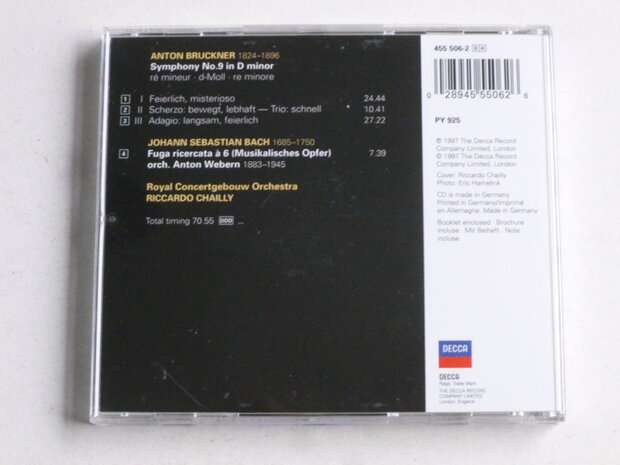 ANTON BRUCKNER 1824–1896
Symphony No.9 in D minor
ré mineur · d-Moll · re minore
1 I Feierlich, misterioso 24.44
2 II Scherzo: bewegt, lebhaft — Trio: schnell 10.41
3 III Adagio: langsam, feierlich 27.22
JOHANN SEBASTIAN BACH 1685–1750
4 Fuga ricercata à 6 (Musikalisches Opfer) 7.39
orch. Anton Webern 1883–1945
Royal Concertgebouw Orchestra
RICCARDO CHAILLY
Total timing 70.55 DDD
455 506-2 DH
0 28945 55062 6
PY 925
℗ 1997 The Decca Record
Company Limited, London
© 1997 The Decca Record
Company Limited, London
Cover: Riccardo Chailly
Photo: Eric Hamelink
CD is made in Germany
Printed in Germany/Imprimé
en Allemagne. Made in Germany
Booklet enclosed · Brochure
incluse · Mit Beiheft · Note
incluse
DECCA
DECCA
Regd. Trade Mark
THE DECCA RECORD
COMPANY LIMITED
London, England